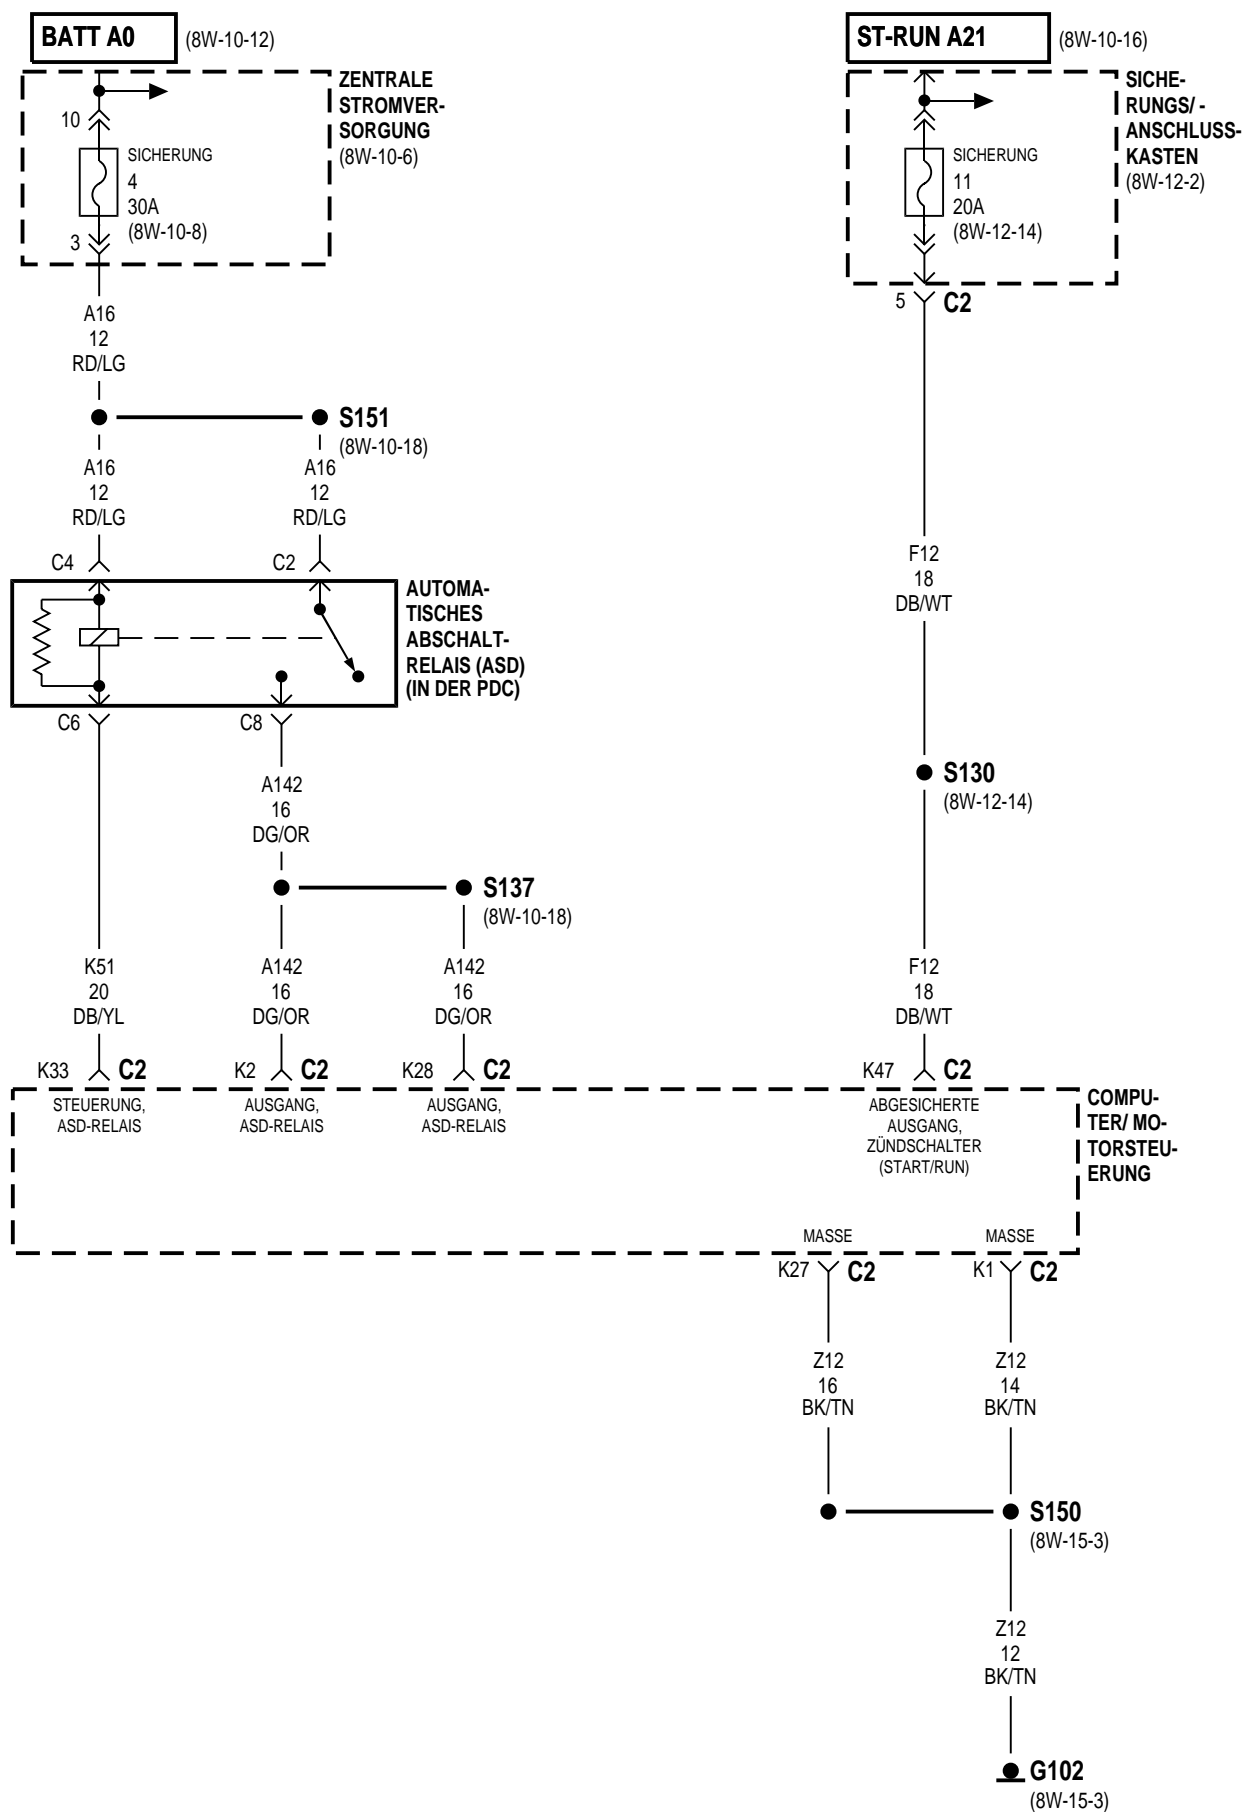 BATT A0
(8W-10-12)
ZENTRALE
STROMVER-
SORGUNG
(8W-10-6)
10
SICHERUNG
4
30A
(8W-10-8)
3
ST-RUN A21
(8W-10-16)
SICHE-
RUNGS/ -
ANSCHLUSS-
KASTEN
(8W-12-2)
SICHERUNG
11
20A
(8W-12-14)
5
C2
A16
12
RD/LG
S151
(8W-10-18)
A16
12
RD/LG
A16
12
RD/LG
C4
C2
AUTOMA-
TISCHES
ABSCHALT-
RELAIS (ASD)
(IN DER PDC)
C6
C8
F12
18
DB/WT
A142
16
DG/OR
S130
(8W-12-14)
S137
(8W-10-18)
K51
20
DB/YL
A142
16
DG/OR
A142
16
DG/OR
F12
18
DB/WT
K33
C2
K2
C2
K28
C2
K47
C2
STEUERUNG,
ASD-RELAIS
AUSGANG,
ASD-RELAIS
AUSGANG,
ASD-RELAIS
ABGESICHERTE
AUSGANG,
ZÜNDSCHALTER
(START/RUN)
COMPU-
TER/ MO-
TORSTEU-
ERUNG
MASSE
MASSE
K27
C2
K1
C2
Z12
16
BK/TN
Z12
14
BK/TN
S150
(8W-15-3)
Z12
12
BK/TN
G102
(8W-15-3)